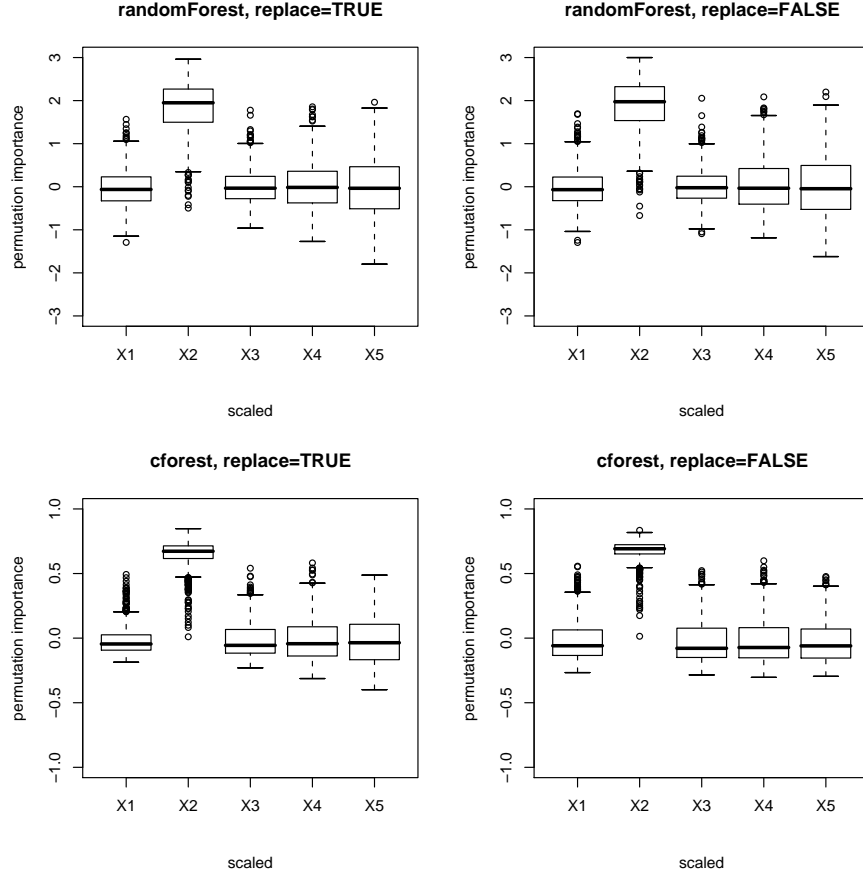 randomForest, replace=TRUE
permutation importance
3
2
1
0
−1
−2
−3
X1 X2 X3 X4 X5
scaled
randomForest, replace=FALSE
permutation importance
3
2
1
0
−1
−2
−3
X1 X2 X3 X4 X5
scaled
cforest, replace=TRUE
permutation importance
1.0
0.5
0.0
−0.5
−1.0
X1 X2 X3 X4 X5
scaled
cforest, replace=FALSE
permutation importance
1.0
0.5
0.0
−0.5
−1.0
X1 X2 X3 X4 X5
scaled